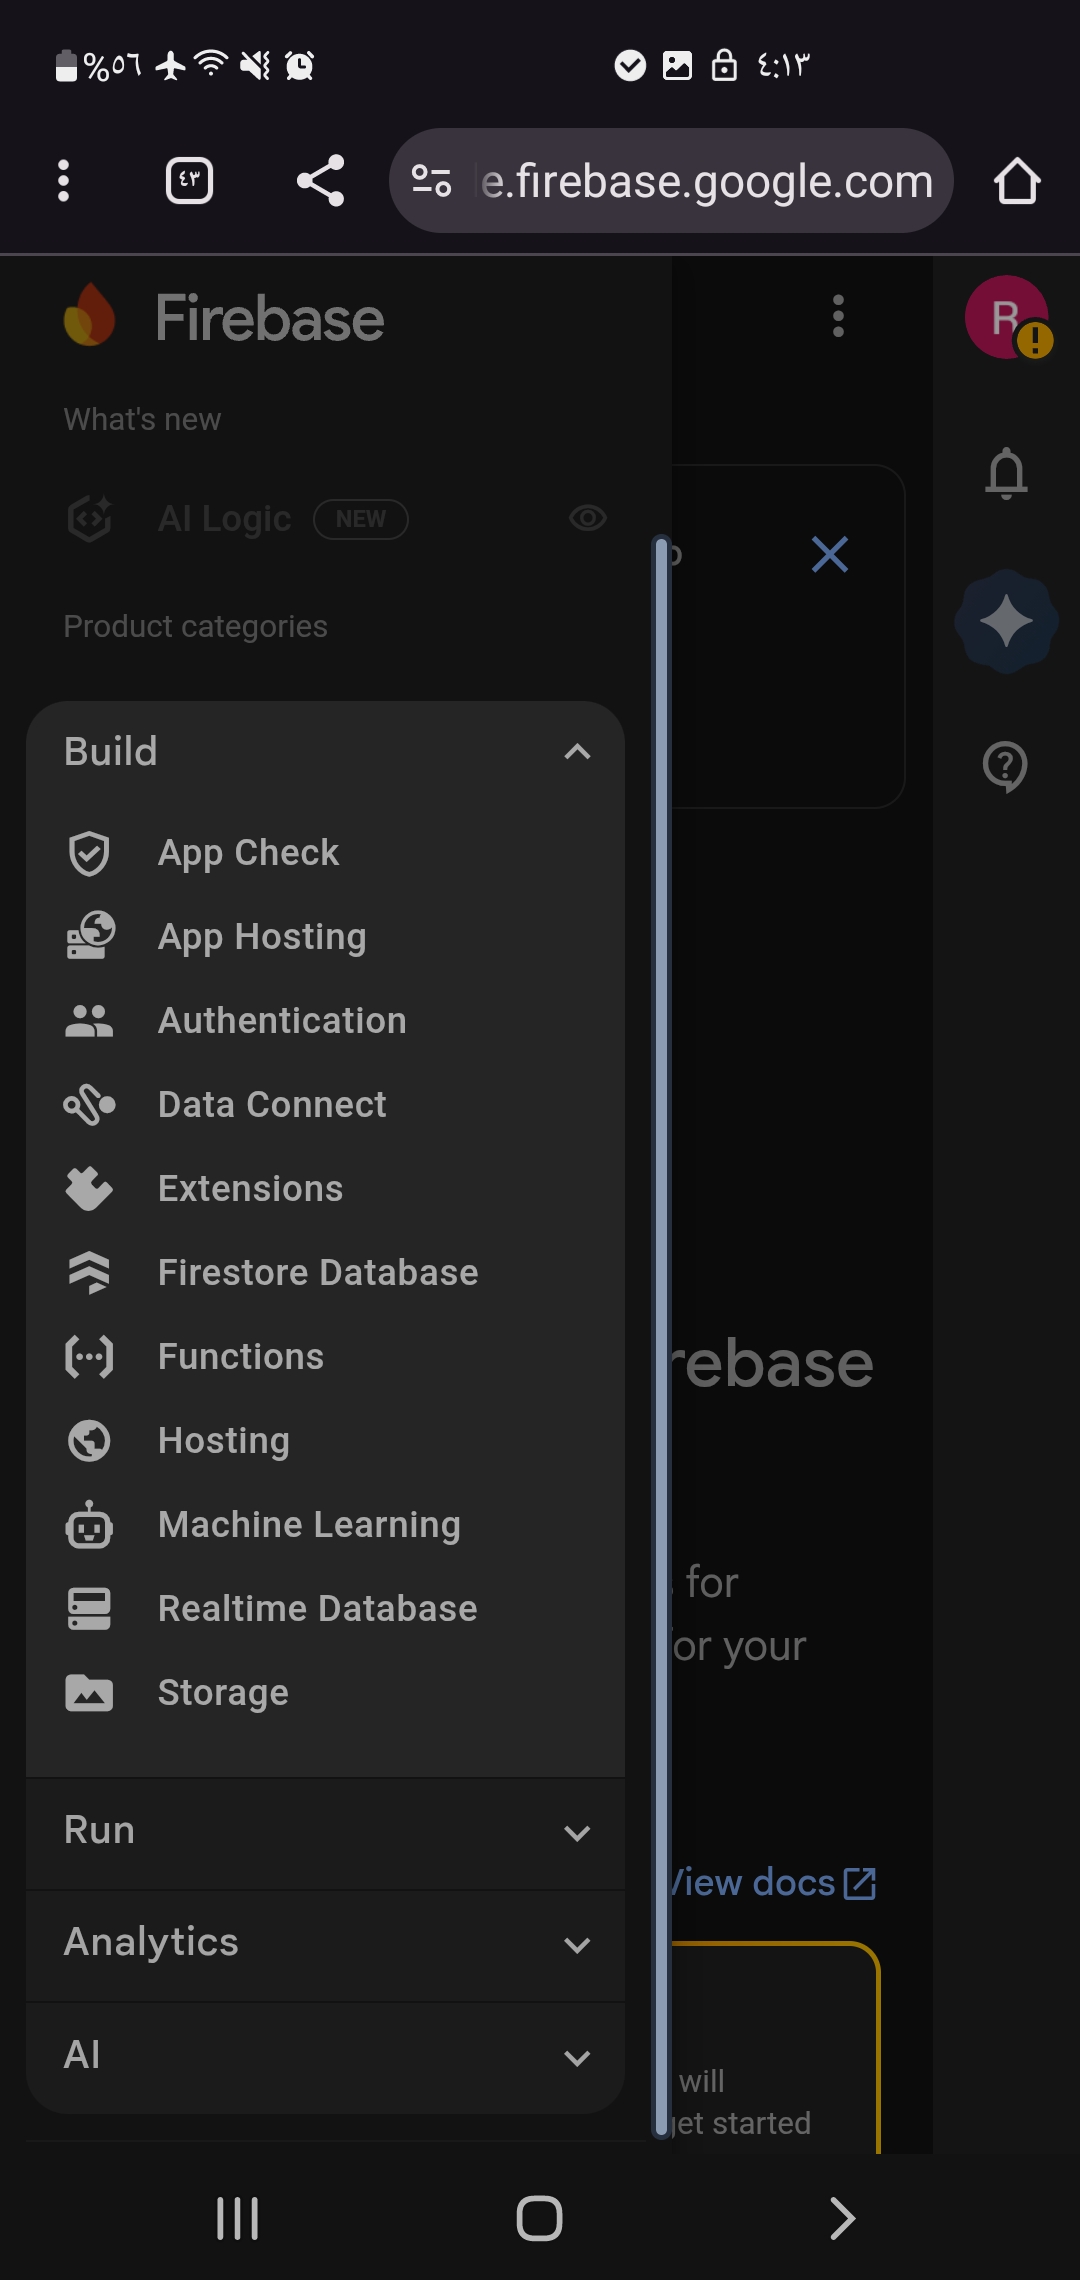 %٥٦
٤:١٣
٤٣
e.firebase.google.com
Firebase
R
What's new
AI Logic NEW
Product categories
Build
App Check
App Hosting
Authentication
Data Connect
Extensions
Firestore Database
Functions
Hosting
Machine Learning
Realtime Database
Storage
rebase
for
or your
Run
View docs
Analytics
AI
will
get started